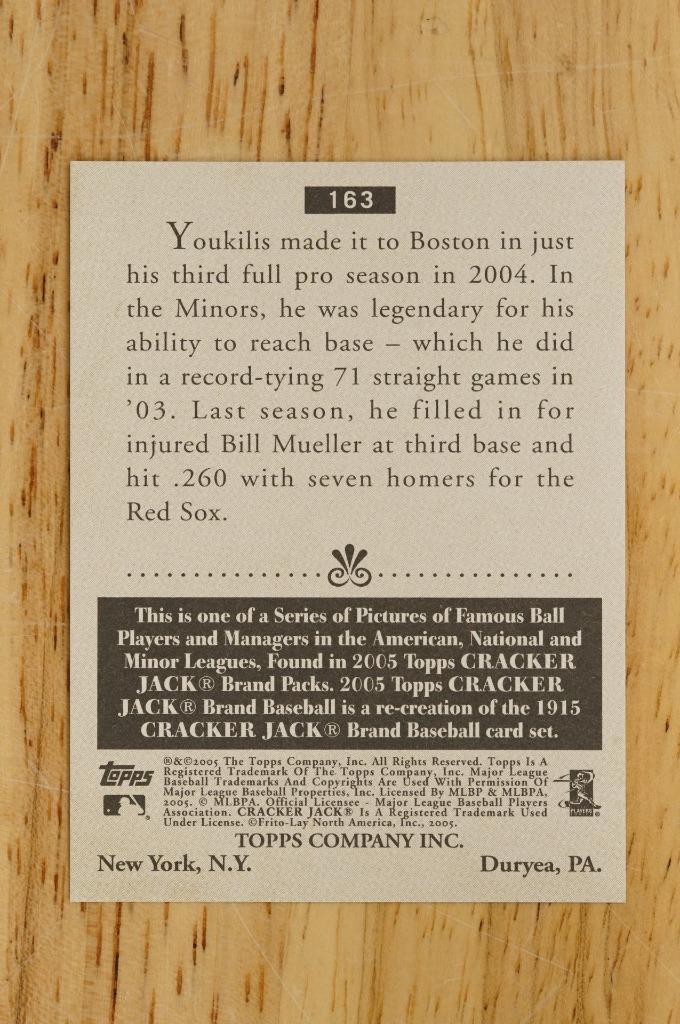 163
Youkilis made it to Boston in just
his third full pro season in 2004. In
the Minors, he was legendary for his
ability to reach base – which he did
in a record-tying 71 straight games in
’03. Last season, he filled in for
injured Bill Mueller at third base and
hit .260 with seven homers for the
Red Sox.
This is one of a Series of Pictures of Famous Ball
Players and Managers in the American, National and
Minor Leagues, Found in 2005 Topps CRACKER
JACK® Brand Packs. 2005 Topps CRACKER
JACK® Brand Baseball is a re-creation of the 1915
CRACKER JACK® Brand Baseball card set.
Topps
®&©2005 The Topps Company, Inc. All Rights Reserved. Topps Is A
Registered Trademark Of The Topps Company, Inc. Major League
Baseball Trademarks And Copyrights Are Used With Permission Of
Major League Baseball Properties, Inc. Licensed By MLBP & MLBPA,
2005. © MLBPA. Official Licensee - Major League Baseball Players
Association. CRACKER JACK® Is A Registered Trademark Used
Under License. ©Frito-Lay North America, Inc., 2005.
PLAYERS
TOPPS COMPANY INC.
New York, N.Y. Duryea, PA.